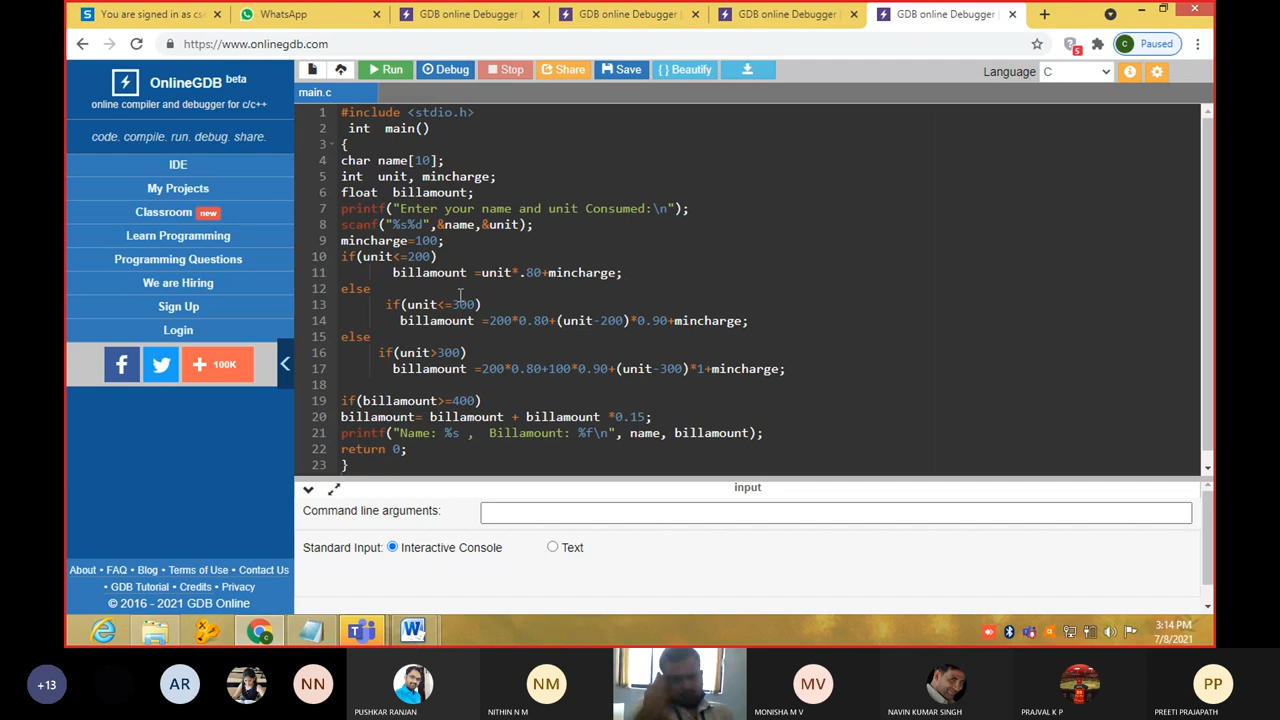 You are signed in as cs
WhatsApp
GDB online Debugger
GDB online Debugger
GDB online Debugger
GDB online Debugger
https://www.onlinegdb.com
5
C
Paused
OnlineGDB beta
online compiler and debugger for c/c++
code. compile. run. debug. share.
IDE
My Projects
Classroom new
Learn Programming
Programming Questions
We are Hiring
Sign Up
Login
100K
About • FAQ • Blog • Terms of Use • Contact Us
• GDB Tutorial • Credits • Privacy
© 2016 - 2021 GDB Online
Run
Debug
Stop
Share
Save
{ } Beautify
Language C
main.c
1 #include <stdio.h>
2 int main()
3 {
4 char name[10];
5 int unit, mincharge;
6 float billamount;
7 printf("Enter your name and unit Consumed:\n");
8 scanf("%s%d",&name,&unit);
9 mincharge=100;
10 if(unit<=200)
11 billamount =unit*.80+mincharge;
12 else
13 if(unit<=300)
14 billamount =200*0.80+(unit-200)*0.90+mincharge;
15 else
16 if(unit>300)
17 billamount =200*0.80+100*0.90+(unit-300)*1+mincharge;
18
19 if(billamount>=400)
20 billamount= billamount + billamount *0.15;
21 printf("Name: %s , Billamount: %f\n", name, billamount);
22 return 0;
23 }
input
Command line arguments:
Standard Input: Interactive Console Text
3:14 PM
7/8/2021
+13
AR
NN
PUSHKAR RANJAN
NM
NITHIN N M
MV
MONISHA M V
NAVIN KUMAR SINGH
PRAJVAL K P
PP
PREETI PRAJAPATH